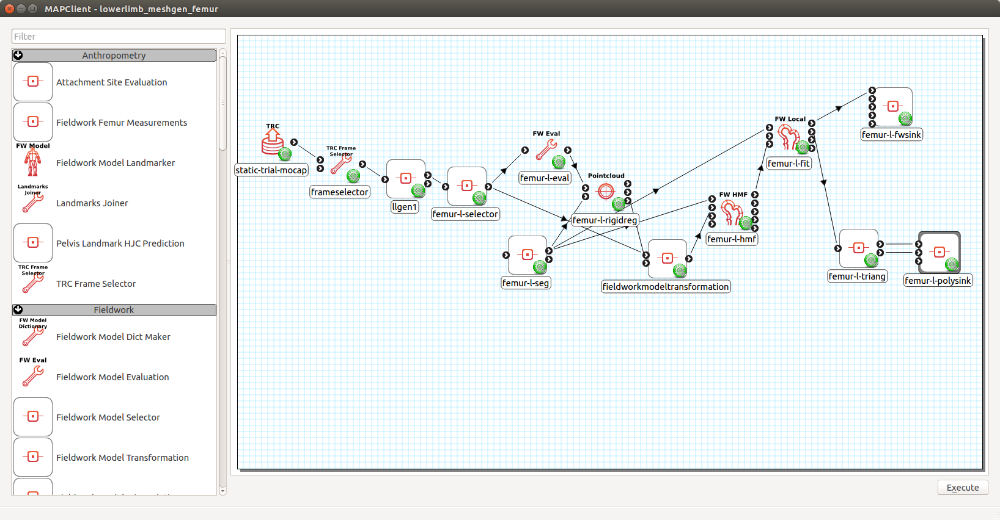 MAPClient - lowerlimb_meshgen_femur
Filter
Anthropometry
Attachment Site Evaluation
Fieldwork Femur Measurements
FW Model
Fieldwork Model Landmarker
Landmarks
Joiner
Landmarks Joiner
Pelvis Landmark HJC Prediction
TRC Frame
Selector
TRC Frame Selector
Fieldwork
FW Model
Dictionary
Fieldwork Model Dict Maker
FW Eval
Fieldwork Model Evaluation
Fieldwork Model Selector
Fieldwork Model Transformation
TRC
static-trial-mocap
TRC Frame
Selector
frameselector
llgen1
femur-l-selector
FW Eval
femur-l-eval
Pointcloud
femur-l-rigidreg
femur-l-seg
fieldworkmodeltransformation
FW HMF
femur-l-hmf
FW Local
femur-l-fit
femur-l-fwsink
femur-l-triang
femur-l-polysink
Execute